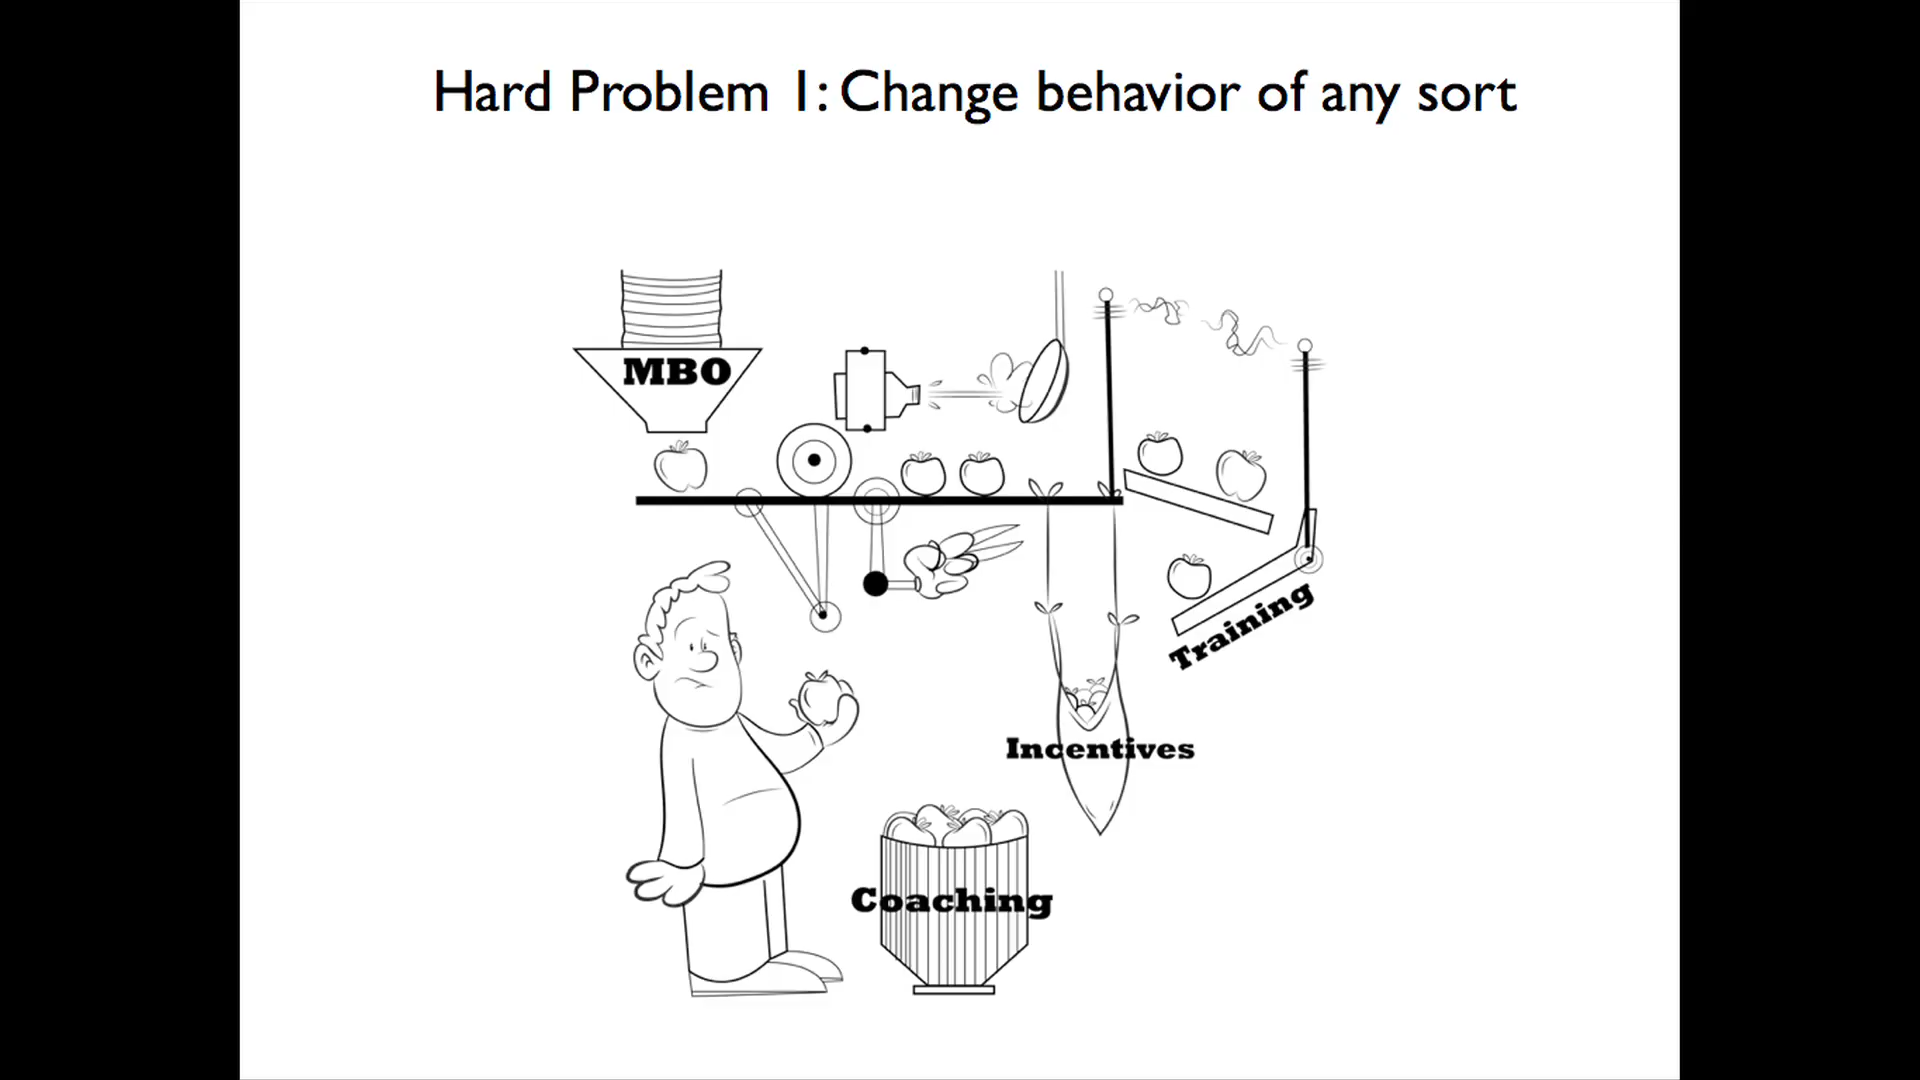 Hard Problem 1: Change behavior of any sort
MBO
Training
Incentives
Coaching